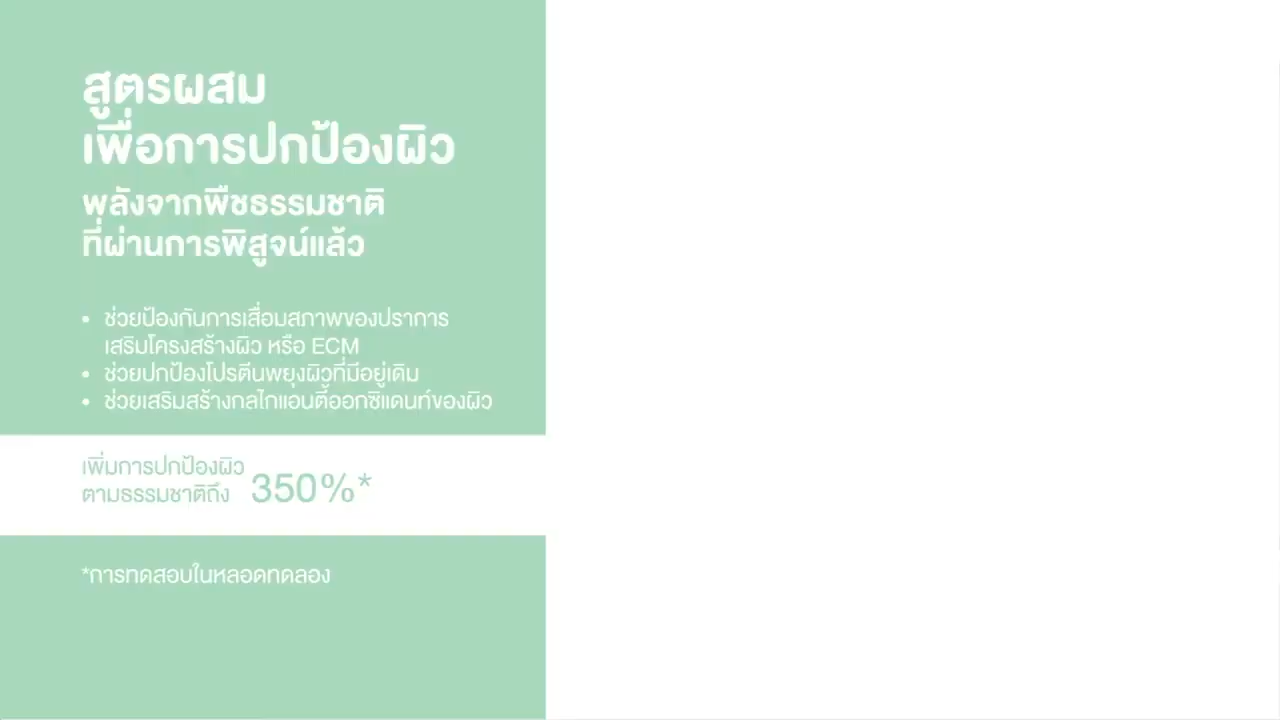 สูตรผสม
เพื่อการปกป้องผิว
พลังจากพืชธรรมชาติ
ที่ผ่านการพิสูจน์แล้ว
• ช่วยป้องกันการเสื่อมสภาพของปราการ
เสริมโครงสร้างผิว หรือ ECM
• ช่วยปกป้องโปรตีนพยุงผิวที่มีอยู่เดิม
• ช่วยเสริมสร้างกลไกแอนตี้ออกซิแดนท์ของผิว
เพิ่มการปกป้องผิว
ตามธรรมชาติถึง 350%*
*การทดสอบในหลอดทดลอง